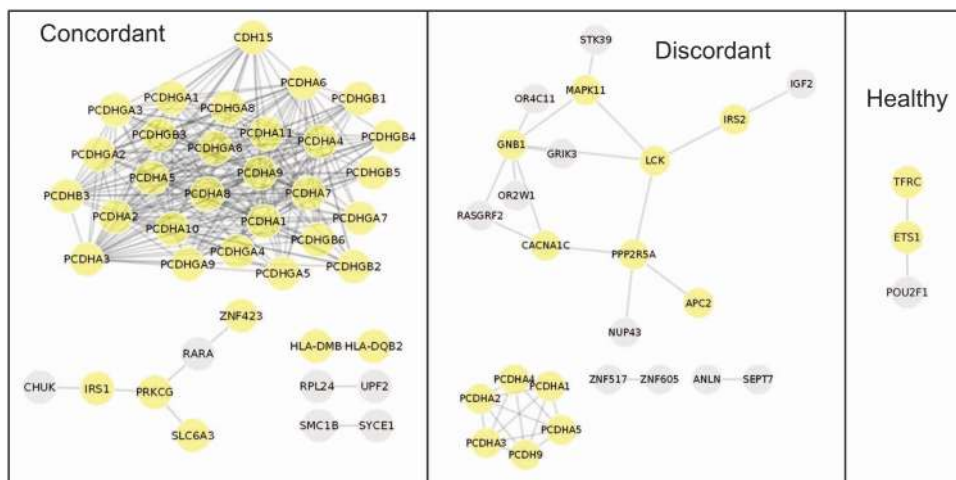 Concordant
CDH15
PCDHA6
PCDHGA1
PCDHGB1
PCDHGA3
PCDHGA8
PCDHGB3
PCDHA11
PCDHA4
PCDHGB4
PCDHGA2
PCDHGA6
PCDHA9
PCDHGB5
PCDHB3
PCDHA5
PCDHA8
PCDHA7
PCDHA2
PCDHA10
PCDHA1
PCDHGA7
PCDHGB6
PCDHA3
PCDHGA9
PCDHGA4
PCDHGA5
PCDHGB2
ZNF423
RARA
HLA-DMB HLA-DQB2
CHUK IRS1 PRKCG
RPL24 UPF2
SLC6A3
SMC1B SYCE1
Discordant
STK39
MAPK11
IGF2
OR4C11
IRS2
GNB1
GRIK3
LCK
OR2W1
RASGRF2
CACNA1C
PPP2R5A
APC2
NUP43
PCDHA4
PCDHA1
ZNF517 ZNF605 ANLN SEPT7
PCDHA2
PCDHA5
PCDHA3
PCDH9
Healthy
TFRC
ETS1
POU2F1